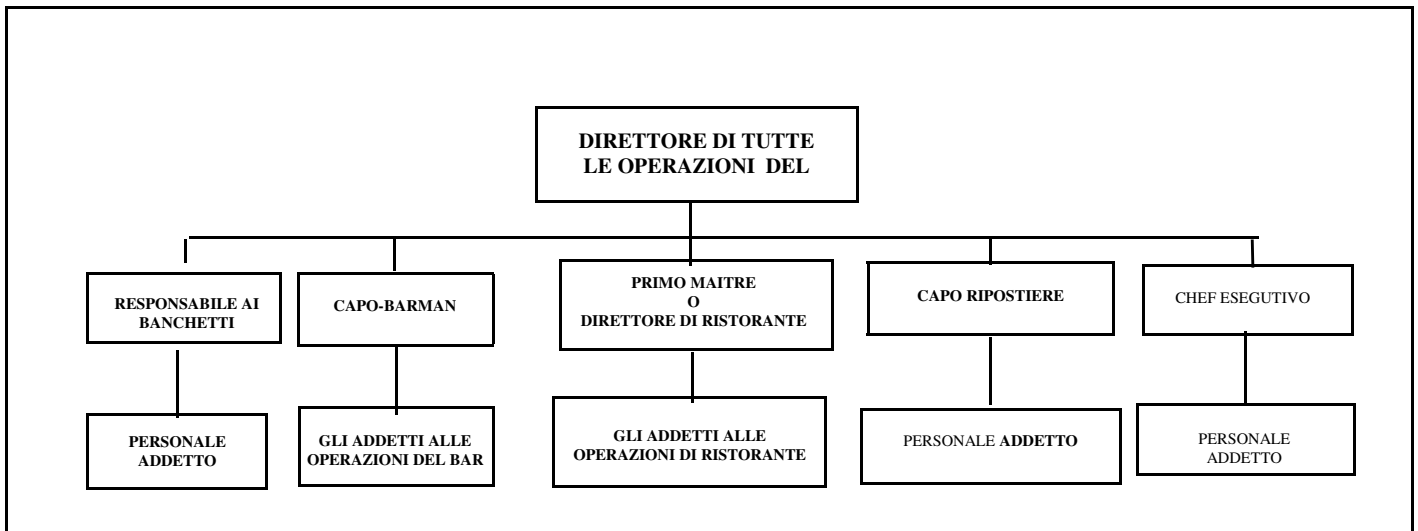 DIRETTORE DI TUTTE
LE OPERAZIONI DEL
RESPONSABILE AI
BANCHETTI
CAPO-BARMAN
PRIMO MAITRE
O
DIRETTORE DI RISTORANTE
CAPO RIPOSTIERE
CHEF ESEGUTIVO
PERSONALE
ADDETTO
GLI ADDETTI ALLE
OPERAZIONI DEL BAR
GLI ADDETTI ALLE
OPERAZIONI DI RISTORANTE
PERSONALE ADDETTO
PERSONALE
ADDETTO